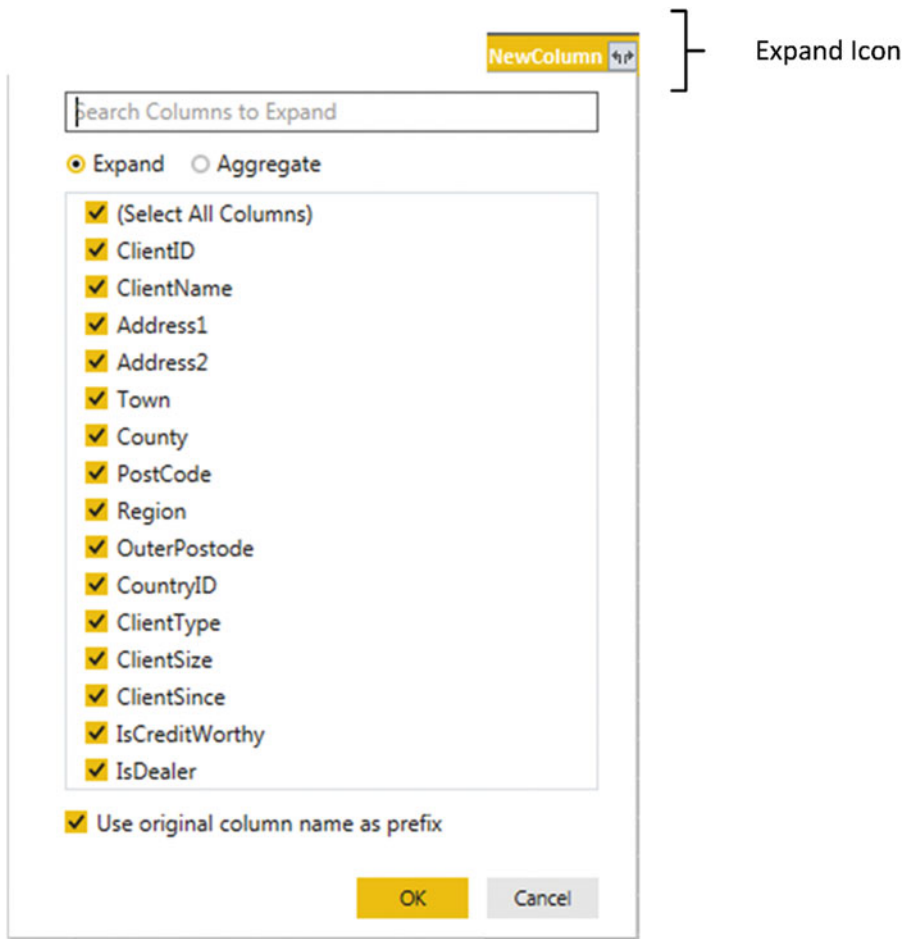 NewColumn
Expand Icon
Search Columns to Expand
Expand Aggregate
(Select All Columns)
ClientID
ClientName
Address1
Address2
Town
County
PostCode
Region
OuterPostode
CountryID
ClientType
ClientSize
ClientSince
IsCreditWorthy
IsDealer
Use original column name as prefix
OK Cancel